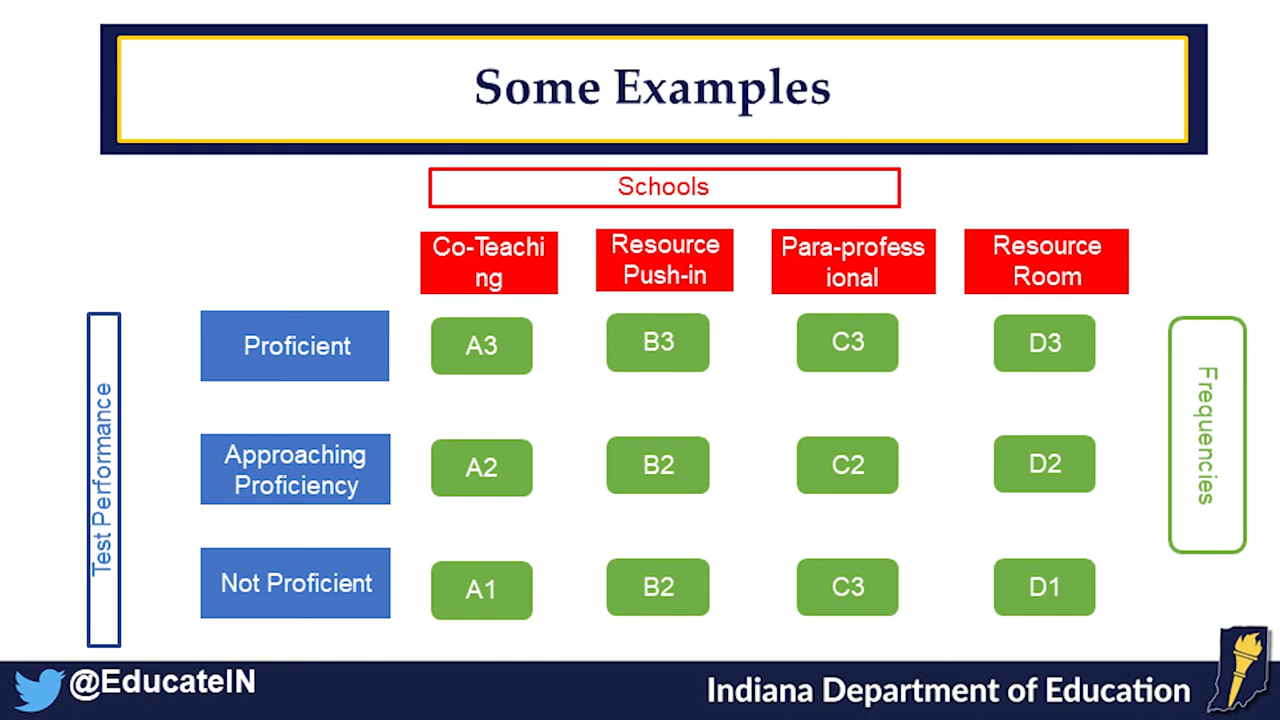 Some Examples
Schools
Co-Teachi
ng
Resource
Push-in
Para-profess
ional
Resource
Room
Test Performance
Proficient
A3
B3
C3
D3
Frequencies
Approaching
Proficiency
A2
B2
C2
D2
Not Proficient
A1
B2
C3
D1
@EducateIN
Indiana Department of Education